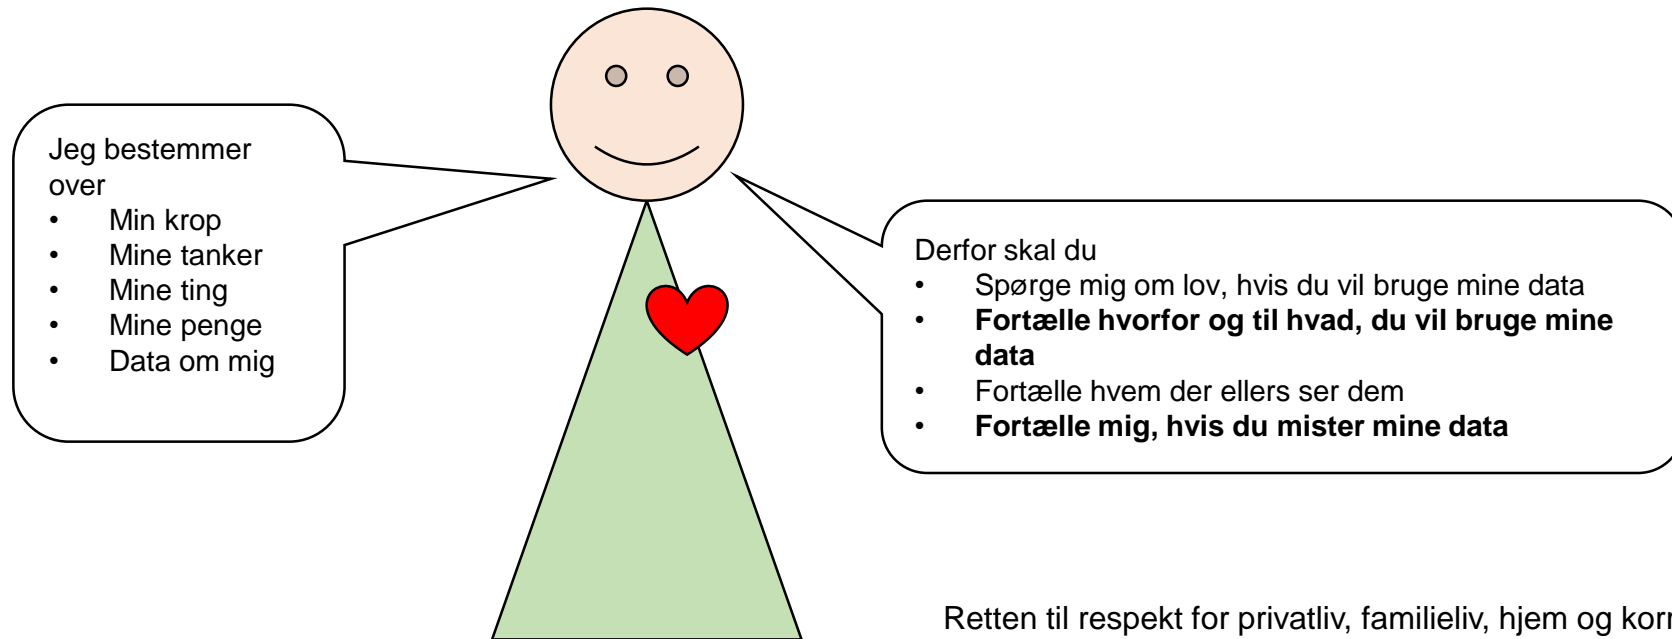 Jeg bestemmer
over
• Min krop
• Mine tanker
• Mine ting
• Mine penge
• Data om mig
Derfor skal du
• Spørge mig om lov, hvis du vil bruge mine data
• Fortælle hvorfor og til hvad, du vil bruge mine
data
• Fortælle hvem der ellers ser dem
• Fortælle mig, hvis du mister mine data
Retten til respekt for privatliv, familieliv, hjem og